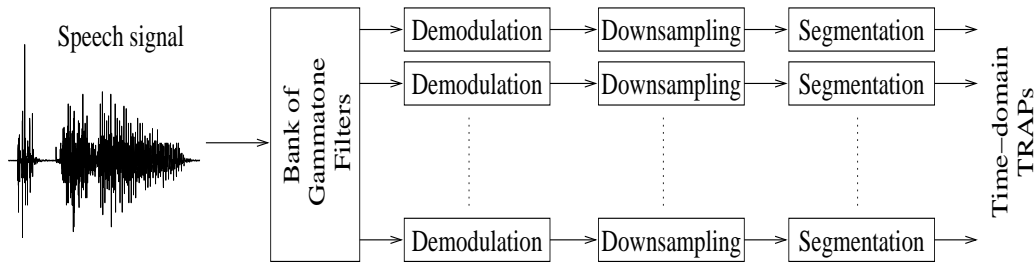 Speech signal
Bank of
Gammatone
Filters
Demodulation
Downsampling
Segmentation
Demodulation
Downsampling
Segmentation
Demodulation
Downsampling
Segmentation
Time-domain
TRAPs